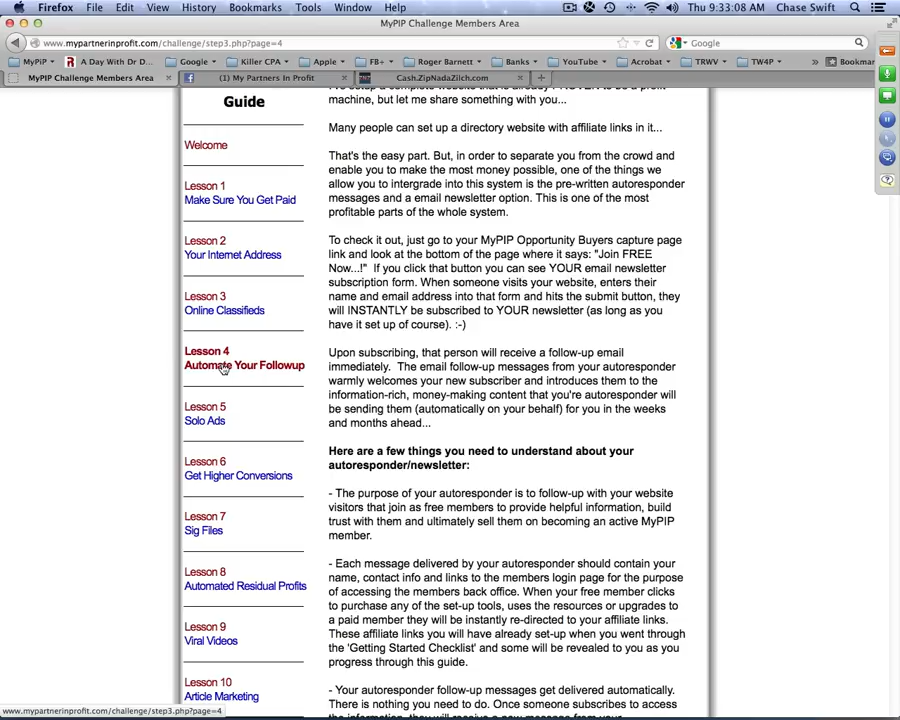 Firefox File Edit View History Bookmarks Tools Window Help Thu 9:33:08 AM Chase Swift
MyPIP Challenge Members Area
www.mypartnerinprofit.com/challenge/step3.php?page=4
Google
MyPiP A Day With Dr D... Google Killer CPA Apple FB+ Roger Barnett Banks YouTube Acrobat TRWV TW4P » Bookmar
MyPIP Challenge Members Area (1) My Partners In Profit Cash.ZipNadaZilch.com
Guide
Welcome
Lesson 1
Make Sure You Get Paid
Lesson 2
Your Internet Address
Lesson 3
Online Classifieds
Lesson 4
Automate Your Followup
Lesson 5
Solo Ads
Lesson 6
Get Higher Conversions
Lesson 7
Sig Files
Lesson 8
Automated Residual Profits
Lesson 9
Viral Videos
Lesson 10
Article Marketing
machine, but let me share something with you...
Many people can set up a directory website with affiliate links in it...
That's the easy part. But, in order to separate you from the crowd and
enable you to make the most money possible, one of the things we
allow you to intergrade into this system is the pre-written autoresponder
messages and a email newsletter option. This is one of the most
profitable parts of the whole system.
To check it out, just go to your MyPIP Opportunity Buyers capture page
link and look at the bottom of the page where it says: "Join FREE
Now...!" If you click that button you can see YOUR email newsletter
subscription form. When someone visits your website, enters their
name and email address into that form and hits the submit button, they
will INSTANTLY be subscribed to YOUR newsletter (as long as you
have it set up of course). :-)
Upon subscribing, that person will receive a follow-up email
immediately. The email follow-up messages from your autoresponder
warmly welcomes your new subscriber and introduces them to the
information-rich, money-making content that you're autoresponder will
be sending them (automatically on your behalf) for you in the weeks
and months ahead...
Here are a few things you need to understand about your
autoresponder/newsletter:
- The purpose of your autoresponder is to follow-up with your website
visitors that join as free members to provide helpful information, build
trust with them and ultimately sell them on becoming an active MyPIP
member.
- Each message delivered by your autoresponder should contain your
name, contact info and links to the members login page for the purpose
of accessing the members back office. When your free member clicks
to purchase any of the set-up tools, uses the resources or upgrades to
a paid member they will be instantly re-directed to your affiliate links.
These affiliate links you will have already set-up when you went through
the 'Getting Started Checklist' and some will be revealed to you as you
progress through this guide.
- Your autoresponder follow-up messages get delivered automatically.
There is nothing you need to do. Once someone subscribes to access
www.mypartnerinprofit.com/challenge/step3.php?page=4